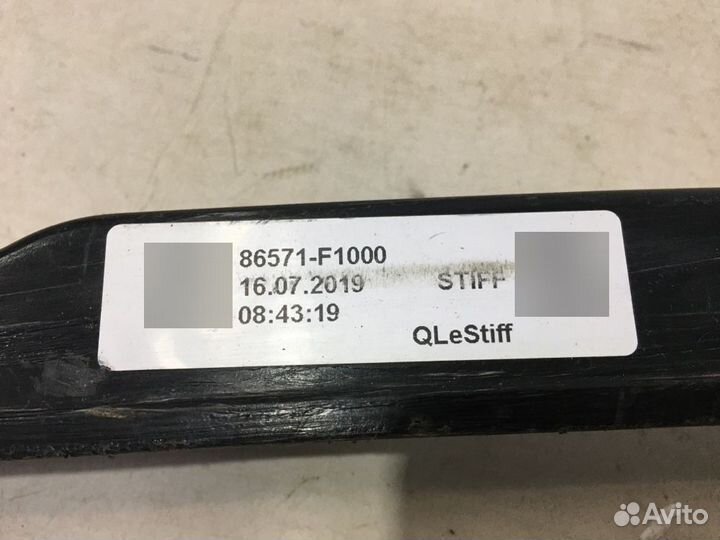 86571-F1000
16.07.2019 STIFF
08:43:19
QLeStiff
Avito